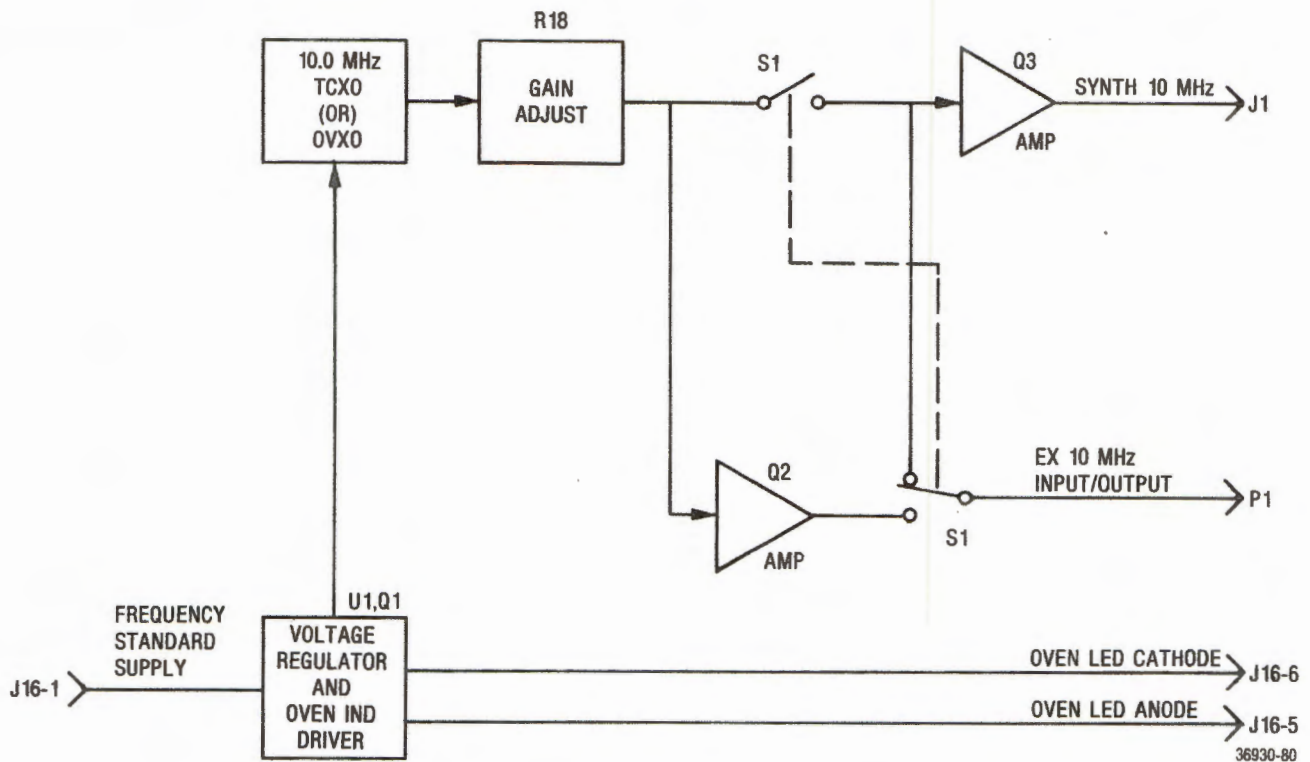 R18
10.0 MHz
TCXO
(OR)
OVXO
GAIN
ADJUST
S1
Q3
AMP
SYNTH 10 MHz
J1
Q2
AMP
EX 10 MHz
INPUT/OUTPUT
P1
S1
U1,Q1
FREQUENCY
STANDARD
SUPPLY
J16-1
VOLTAGE
REGULATOR
AND
OVEN IND
DRIVER
OVEN LED CATHODE
J16-6
OVEN LED ANODE
J16-5
36930-80